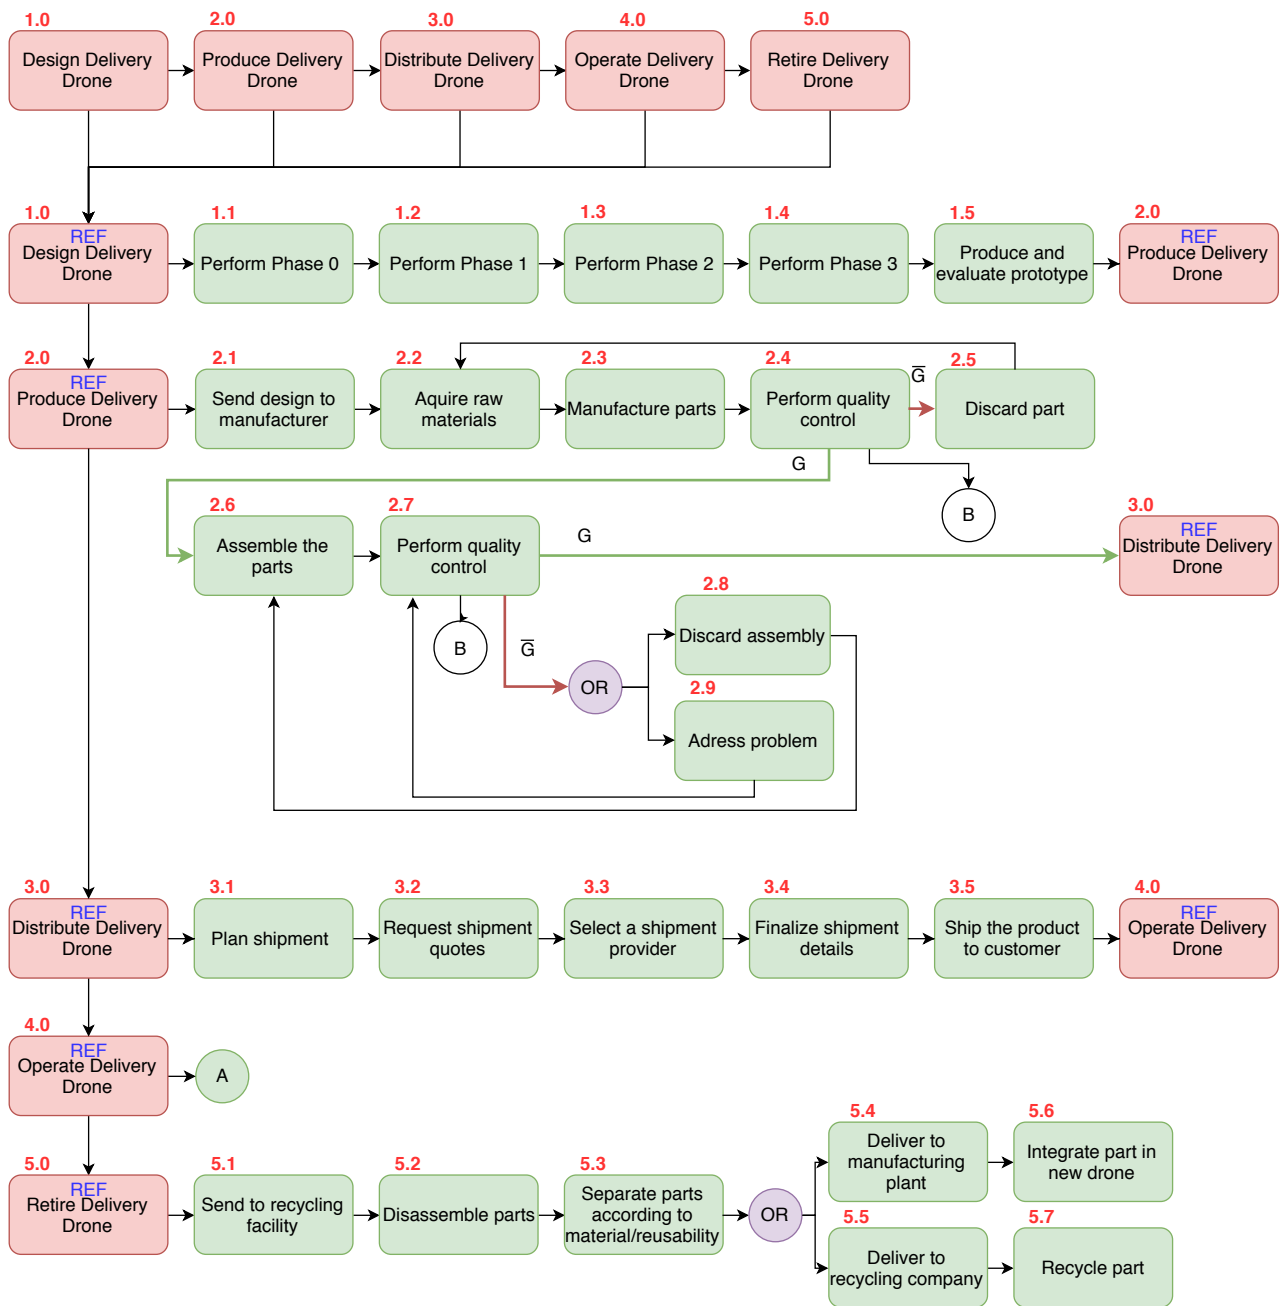 1.0
Design Delivery
Drone
2.0
Produce Delivery
Drone
3.0
Distribute Delivery
Drone
4.0
Operate Delivery
Drone
5.0
Retire Delivery
Drone
1.0
REF
Design Delivery
Drone
1.1
Perform Phase 0
1.2
Perform Phase 1
1.3
Perform Phase 2
1.4
Perform Phase 3
1.5
Produce and
evaluate prototype
2.0
REF
Produce Delivery
Drone
2.0
REF
Produce Delivery
Drone
2.1
Send design to
manufacturer
2.2
Aquire raw
materials
2.3
Manufacture parts
2.4
Perform quality
control
G̅
2.5
Discard part
G
B
2.6
Assemble the
parts
2.7
Perform quality
control
G
3.0
REF
Distribute Delivery
Drone
B
G̅
OR
2.8
Discard assembly
2.9
Adress problem
3.0
REF
Distribute Delivery
Drone
3.1
Plan shipment
3.2
Request shipment
quotes
3.3
Select a shipment
provider
3.4
Finalize shipment
details
3.5
Ship the product
to customer
4.0
REF
Operate Delivery
Drone
4.0
REF
Operate Delivery
Drone
A
5.0
REF
Retire Delivery
Drone
5.1
Send to recycling
facility
5.2
Disassemble parts
5.3
Separate parts
according to
material/reusability
OR
5.4
Deliver to
manufacturing
plant
5.6
Integrate part in
new drone
5.5
Deliver to
recycling company
5.7
Recycle part